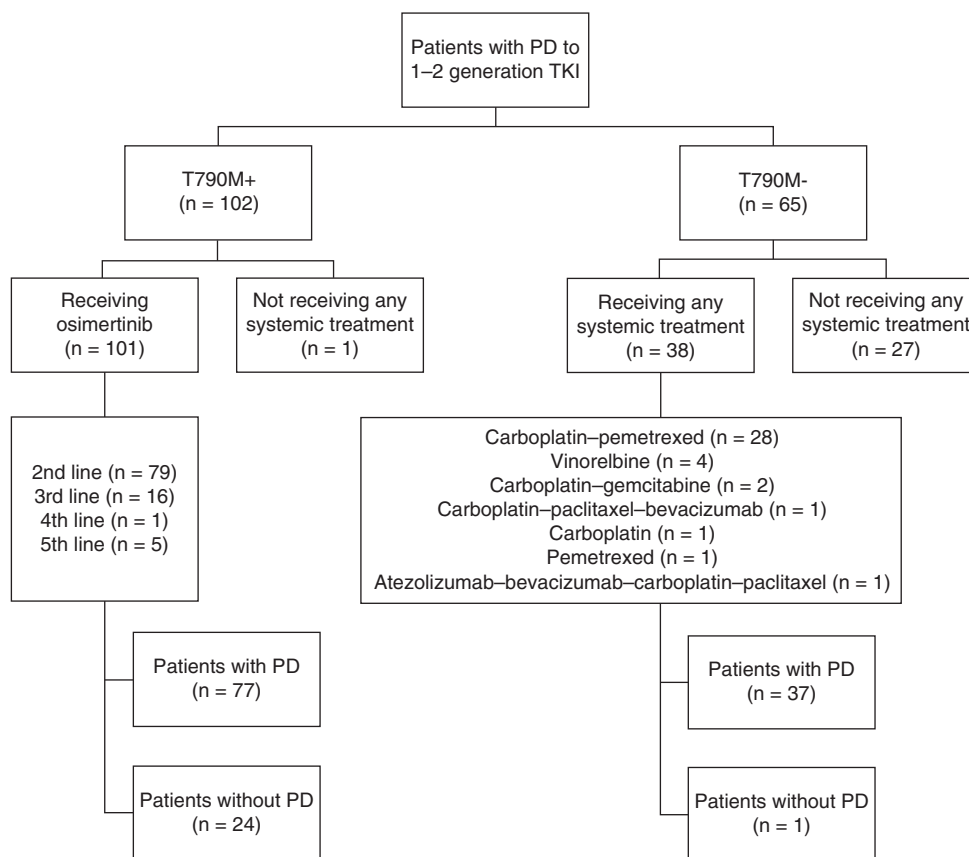 Patients with PD to
1–2 generation TKI
T790M+
(n = 102)
T790M-
(n = 65)
Receiving
osimertinib
(n = 101)
Not receiving any
systemic treatment
(n = 1)
Receiving any
systemic treatment
(n = 38)
Not receiving any
systemic treatment
(n = 27)
2nd line (n = 79)
3rd line (n = 16)
4th line (n = 1)
5th line (n = 5)
Carboplatin–pemetrexed (n = 28)
Vinorelbine (n = 4)
Carboplatin–gemcitabine (n = 2)
Carboplatin–paclitaxel–bevacizumab (n = 1)
Carboplatin (n = 1)
Pemetrexed (n = 1)
Atezolizumab–bevacizumab–carboplatin–paclitaxel (n = 1)
Patients with PD
(n = 77)
Patients without PD
(n = 24)
Patients with PD
(n = 37)
Patients without PD
(n = 1)